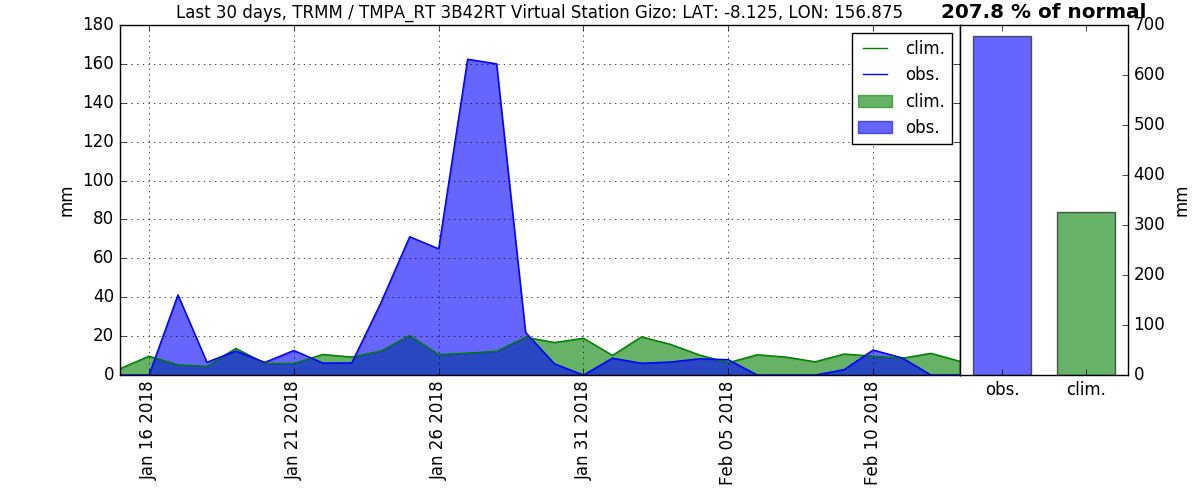 Last 30 days, TRMM / TMPA_RT 3B42RT Virtual Station Gizo: LAT: -8.125, LON: 156.875
207.8 % of normal
180
160
140
120
100
80
60
40
20
0
mm
clim.
obs.
clim.
obs.
Jan 16 2018
Jan 21 2018
Jan 26 2018
Jan 31 2018
Feb 05 2018
Feb 10 2018
700
600
500
400
300
200
100
0
mm
obs.
clim.